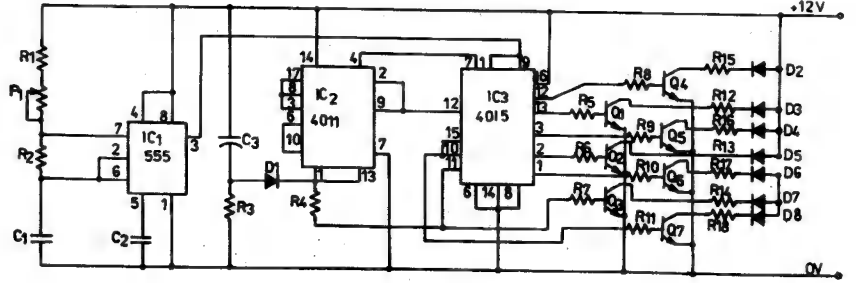 +12V
R1
P1
R2
C1
4
8
7
2
6
5
1
3
IC1
555
C2
C3
R3
D1
14
4
17
8
3
6
10
2
9
7
1
13
IC2
4011
R4
7
1
9
16
12
13
3
2
1
12
15
10
11
6
14
8
IC3
4015
R8
Q4
R15
D2
R5
Q1
R12
D3
R9
Q5
R16
D4
R6
Q2
R13
D5
R10
Q6
R17
D6
R7
Q3
R14
D7
R11
Q7
R18
D8
0V